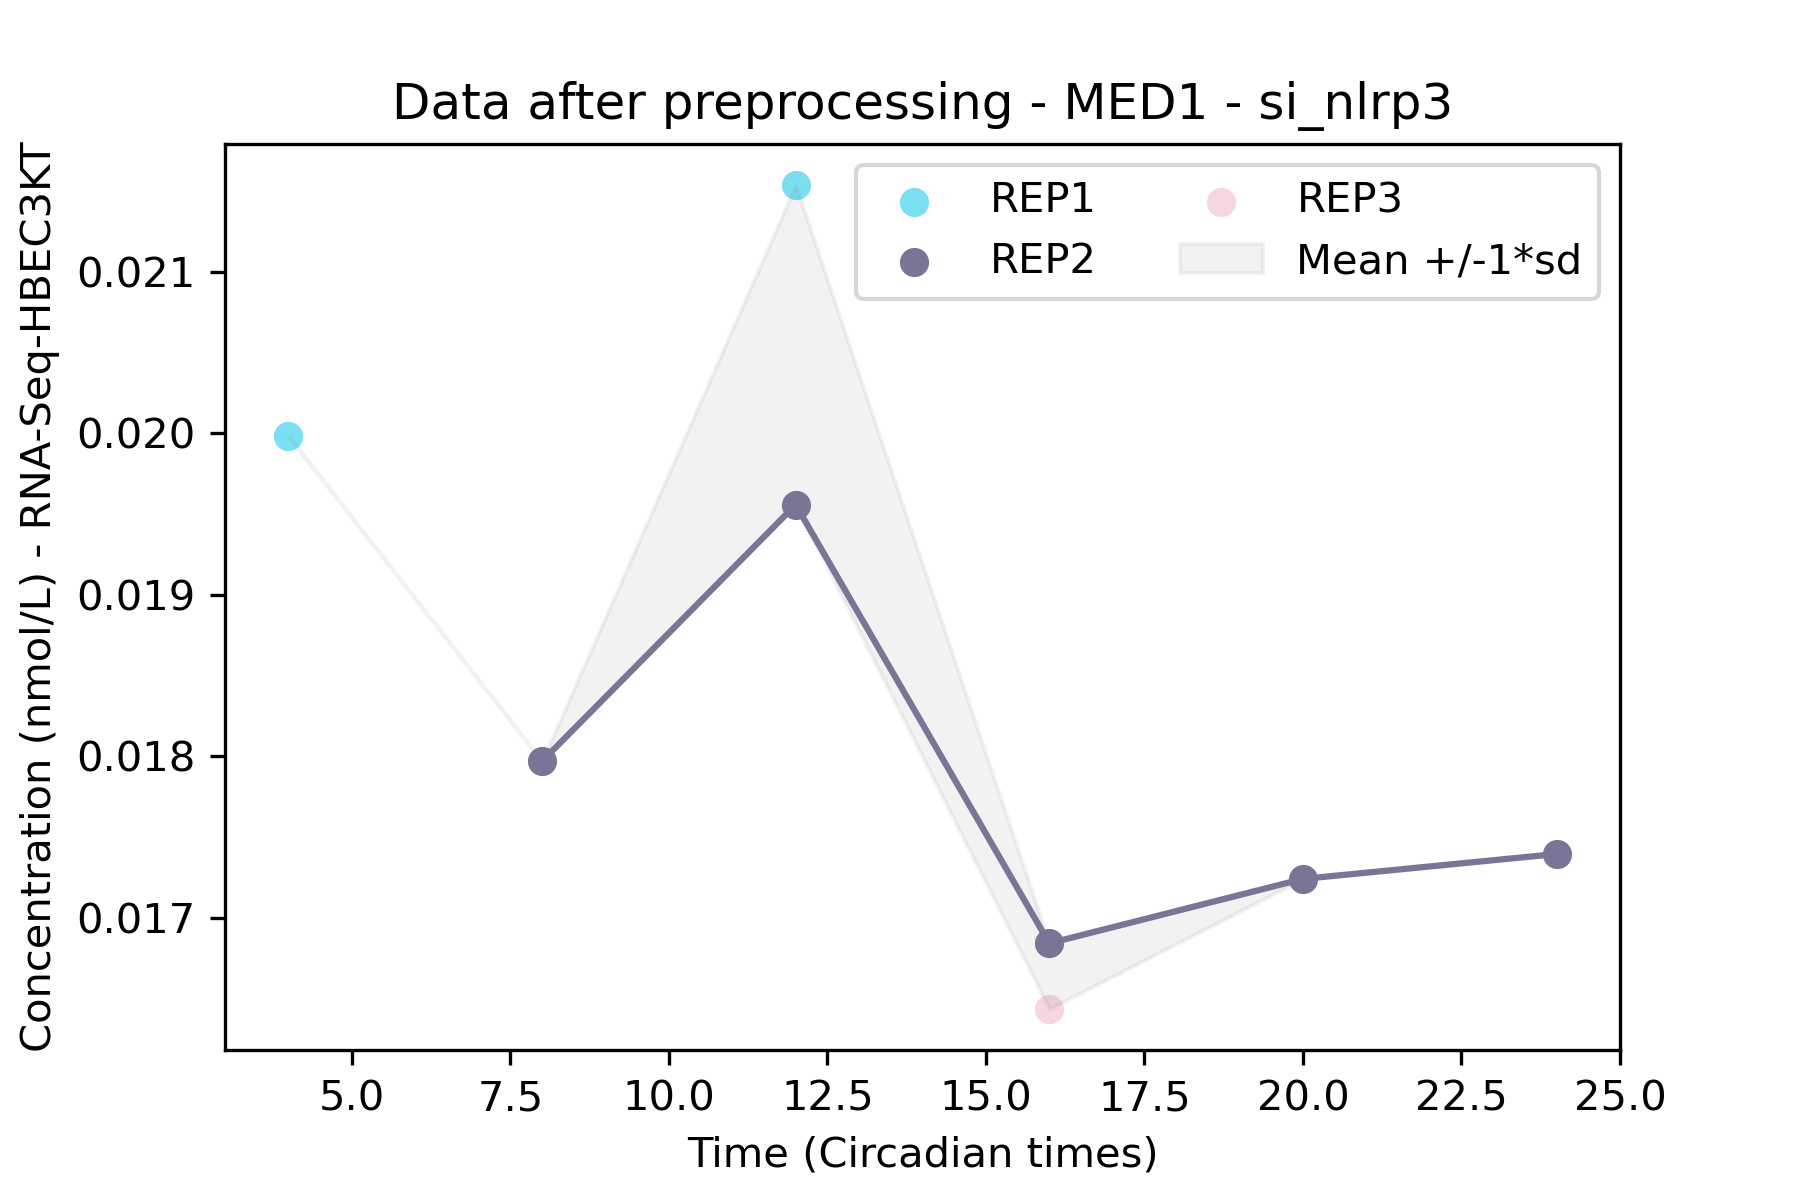 Data after preprocessing - MED1 - si_nlrp3
Concentration (nmol/L) - RNA-Seq-HBEC3KT
REP1
REP2
REP3
Mean +/-1*sd
0.021
0.020
0.019
0.018
0.017
5.0 7.5 10.0 12.5 15.0 17.5 20.0 22.5 25.0
Time (Circadian times)